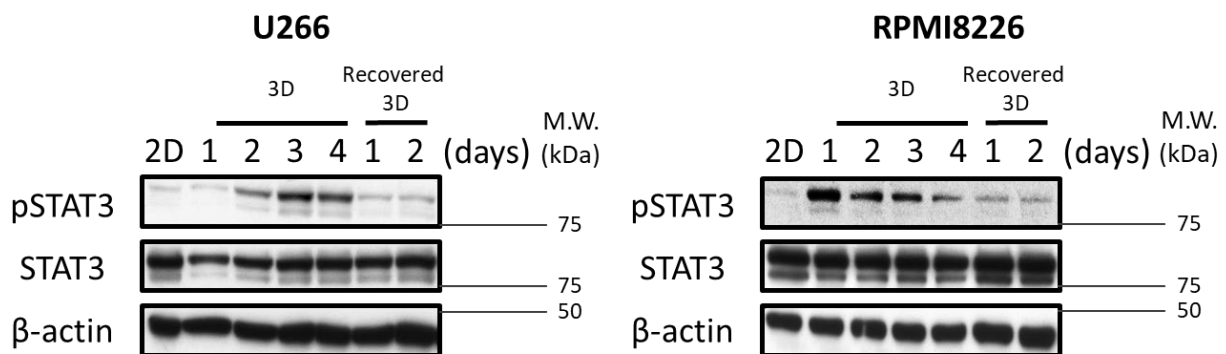 U266
3D
Recovered
3D
M.W.
(kDa)
2D 1 2 3 4 1 2 (days)
pSTAT3
75
STAT3
75
50
β-actin
RPMI8226
3D
Recovered
3D
M.W.
(kDa)
2D 1 2 3 4 1 2 (days)
pSTAT3
75
STAT3
75
50
β-actin